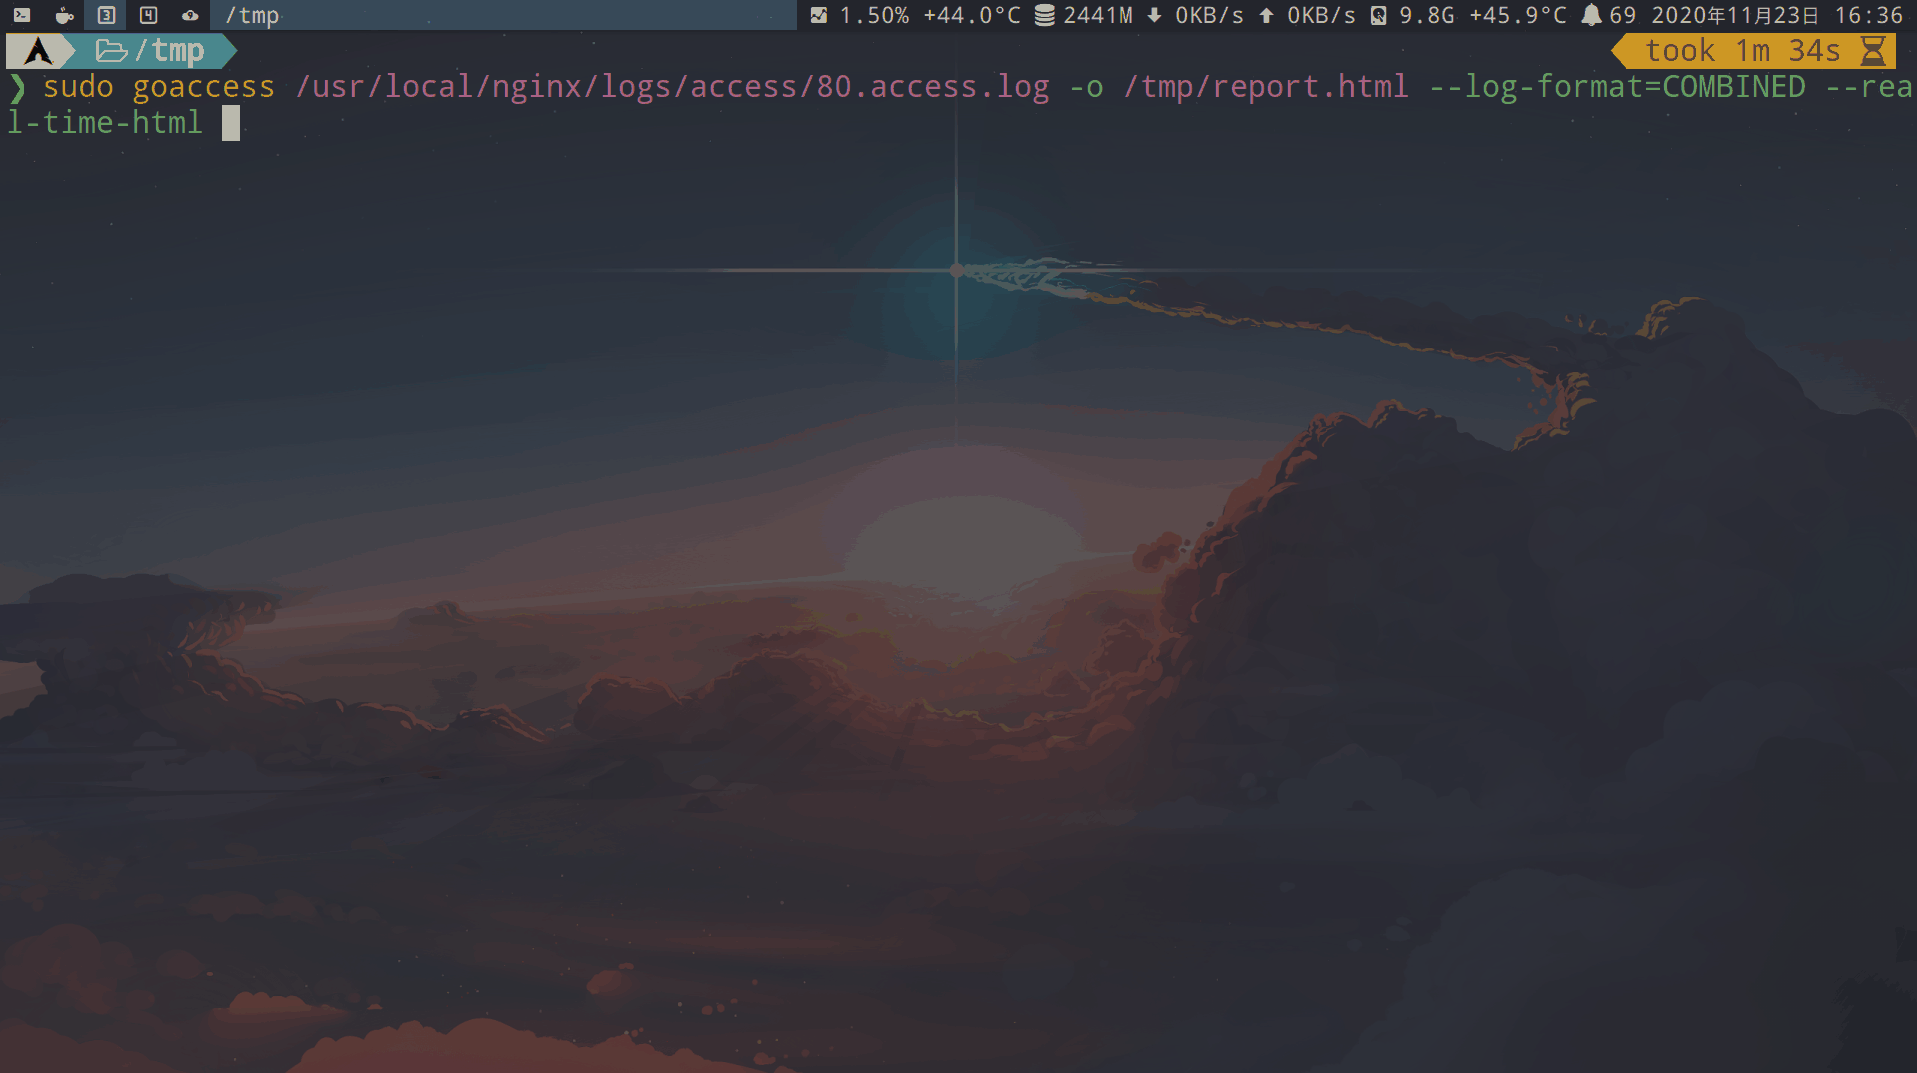 3 4 /tmp 1.50% +44.0°C 2441M 0KB/s 0KB/s 9.8G +45.9°C 69 2020年11月23日 16:36
/tmp took 1m 34s
❯ sudo goaccess /usr/local/nginx/logs/access/80.access.log -o /tmp/report.html --log-format=COMBINED --rea
l-time-html